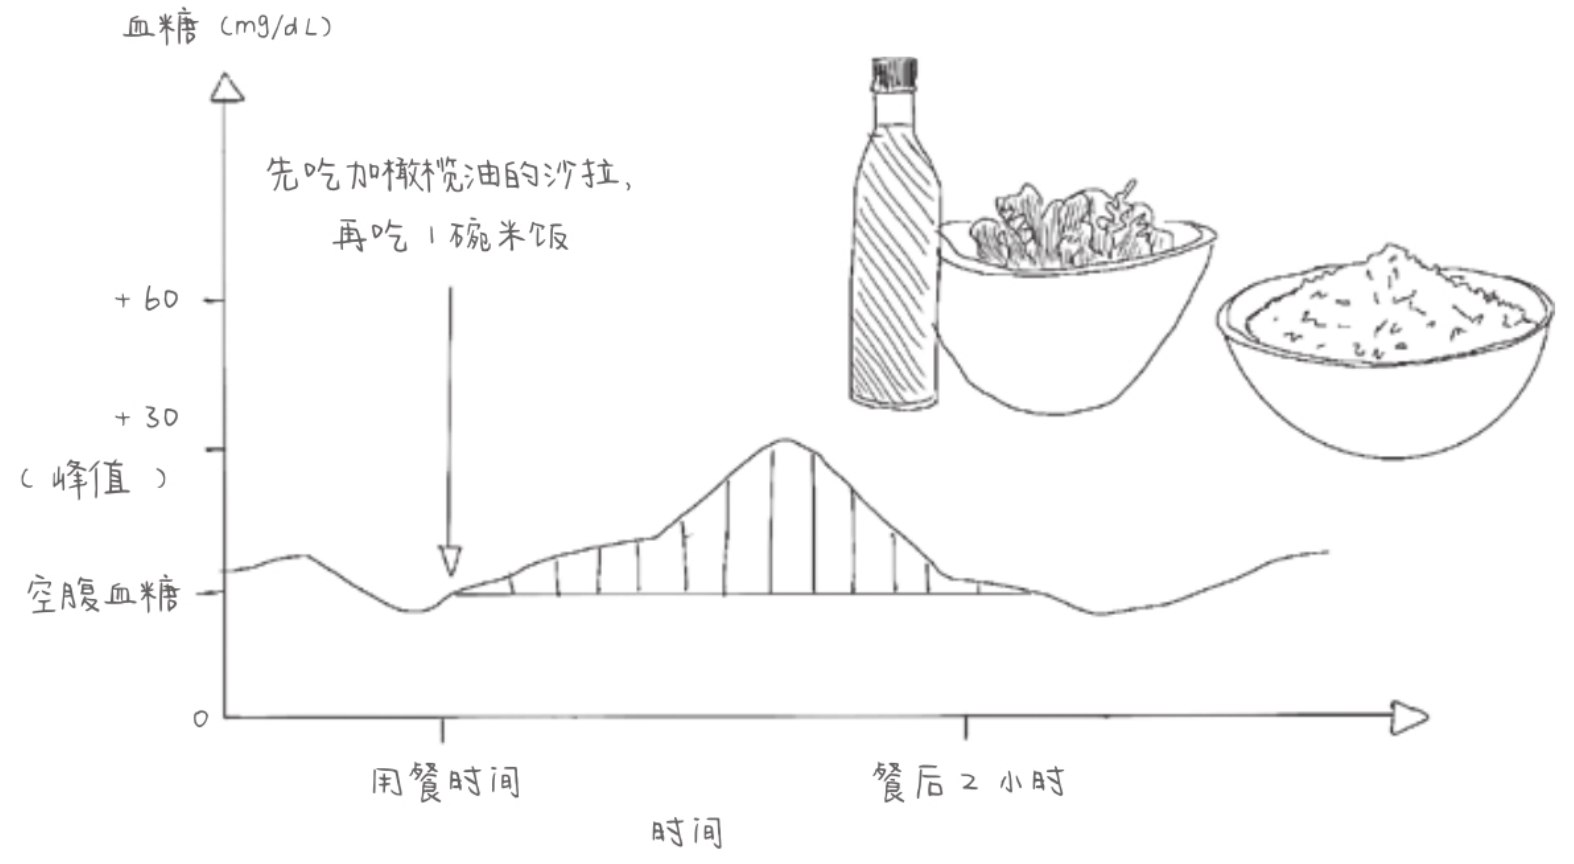 血糖（mg/dL）
先吃加橄榄油的沙拉，
再吃1碗米饭
+60
+30
（峰值）
空腹血糖
0
用餐时间
餐后2小时
时间